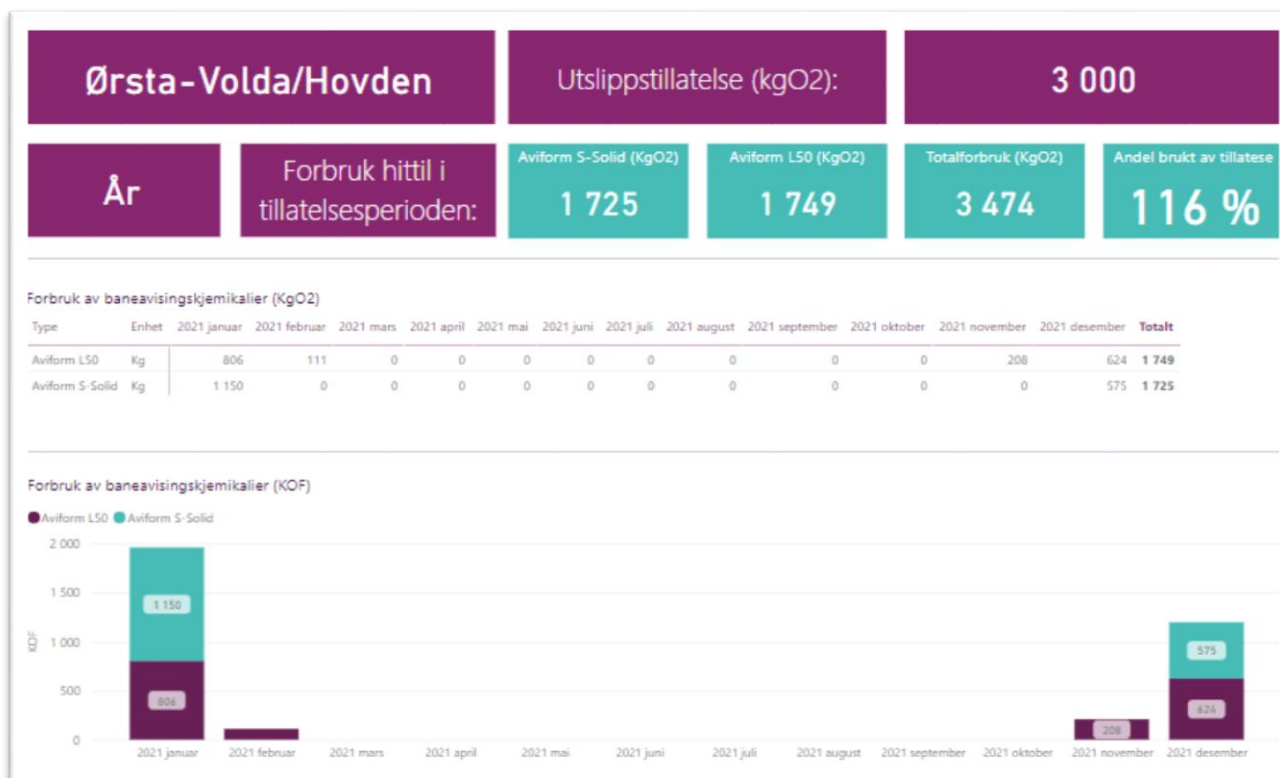 Ørsta-Volda/Hovden
Utslippstillatelse (kgO2):
3 000
År
Forbruk hittil i
tillatelsesperioden:
Aviform S-Solid (KgO2)
1 725
Aviform L50 (KgO2)
1 749
Totalforbruk (KgO2)
3 474
Andel brukt av tillatese
116 %
Forbruk av baneavisingskjemikalier (KgO2)
Type Enhet 2021 januar 2021 februar 2021 mars 2021 april 2021 mai 2021 juni 2021 juli 2021 august 2021 september 2021 oktober 2021 november 2021 desember Totalt
Aviform L50 Kg 806 111 0 0 0 0 0 0 0 0 208 624 1 749
Aviform S-Solid Kg 1 150 0 0 0 0 0 0 0 0 0 0 575 1 725
Forbruk av baneavisingskjemikalier (KOF)
Aviform L50 Aviform S-Solid
2 000
1 500
1 000
500
0
KOF
1 150
806
208
575
624
2021 januar 2021 februar 2021 mars 2021 april 2021 mai 2021 juni 2021 juli 2021 august 2021 september 2021 oktober 2021 november 2021 desember